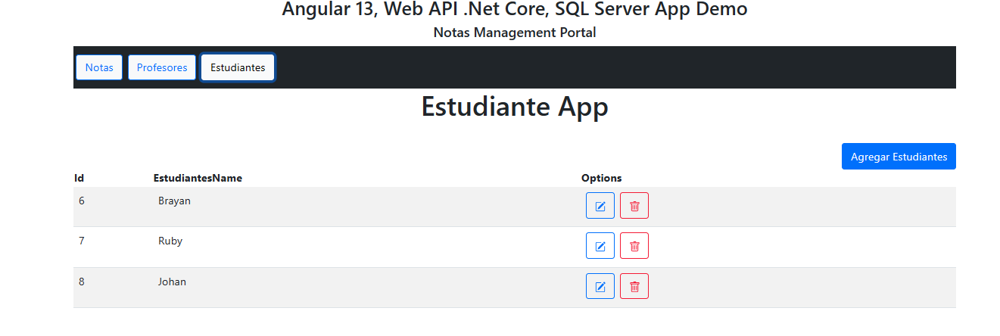 Angular 13, Web API .Net Core, SQL Server App Demo
Notas Management Portal
Notas Profesores Estudiantes
Estudiante App
Agregar Estudiantes
Id EstudiantesName Options
6 Brayan
7 Ruby
8 Johan